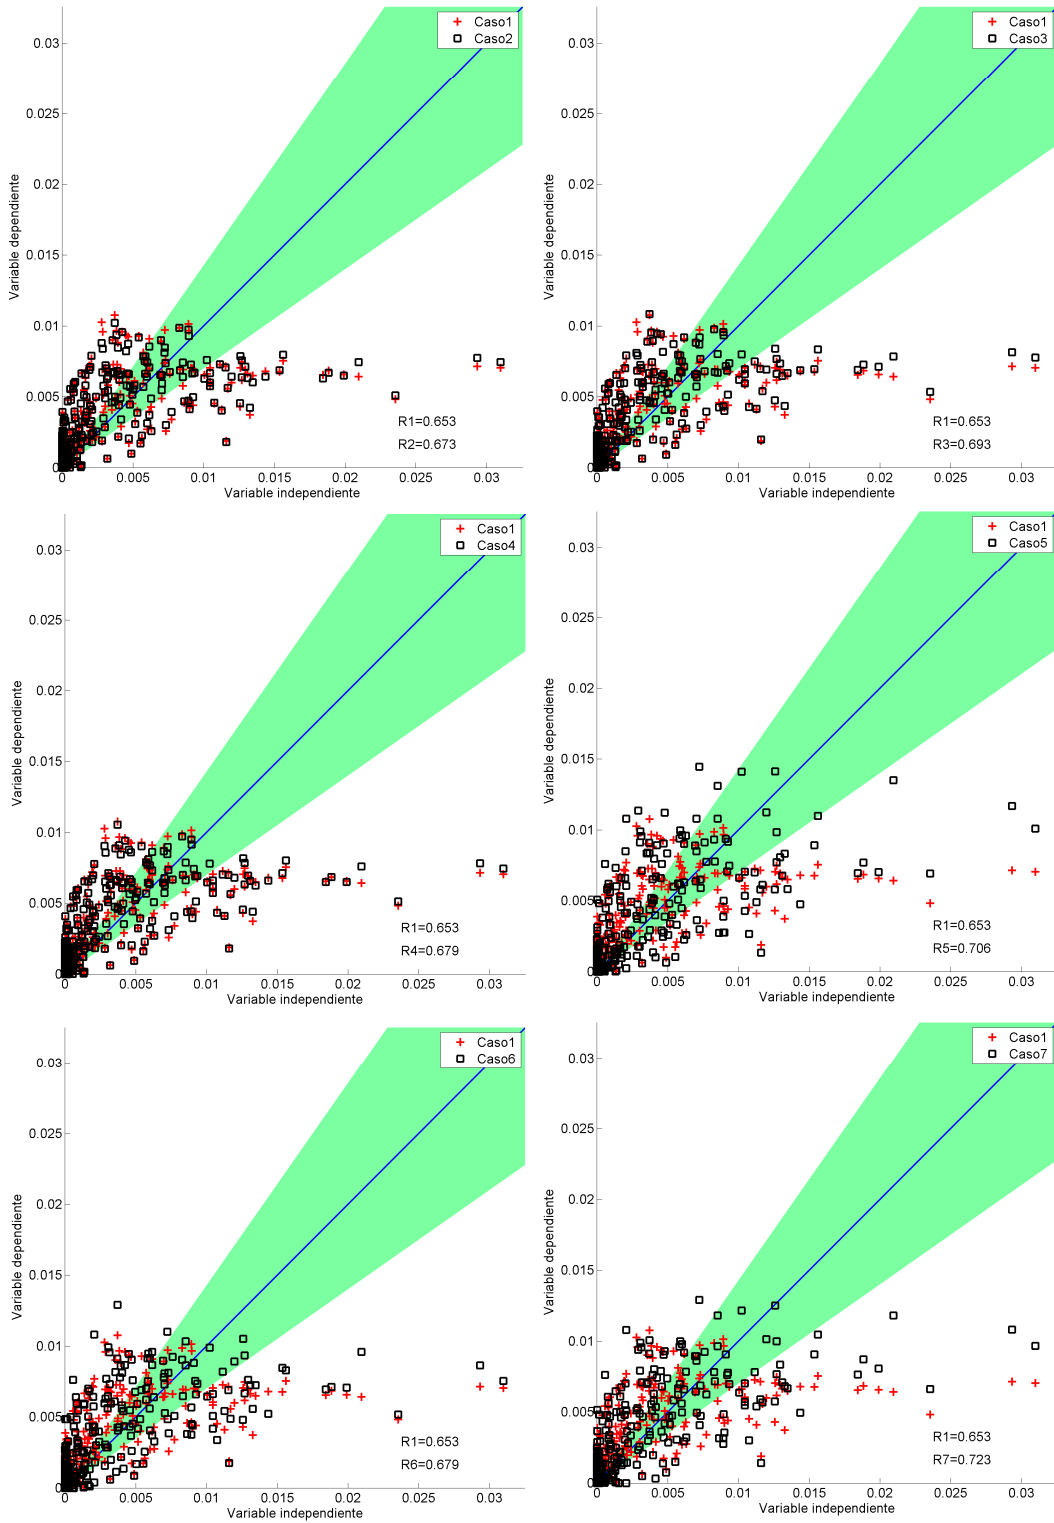 Caso1
Caso2
0.03
0.025
0.02
0.015
0.01
0.005
0
Variable dependiente
R1=0.653
R2=0.673
0 0.005 0.01 0.015 0.02 0.025 0.03
Variable independiente
Caso1
Caso3
0.03
0.025
0.02
0.015
0.01
0.005
0
Variable dependiente
R1=0.653
R3=0.693
0 0.005 0.01 0.015 0.02 0.025 0.03
Variable independiente
Caso1
Caso4
0.03
0.025
0.02
0.015
0.01
0.005
0
Variable dependiente
R1=0.653
R4=0.679
0 0.005 0.01 0.015 0.02 0.025 0.03
Variable independiente
Caso1
Caso5
0.03
0.025
0.02
0.015
0.01
0.005
0
Variable dependiente
R1=0.653
R5=0.706
0 0.005 0.01 0.015 0.02 0.025 0.03
Variable independiente
Caso1
Caso6
0.03
0.025
0.02
0.015
0.01
0.005
0
Variable dependiente
R1=0.653
R6=0.679
0 0.005 0.01 0.015 0.02 0.025 0.03
Variable independiente
Caso1
Caso7
0.03
0.025
0.02
0.015
0.01
0.005
0
Variable dependiente
R1=0.653
R7=0.723
0 0.005 0.01 0.015 0.02 0.025 0.03
Variable independiente